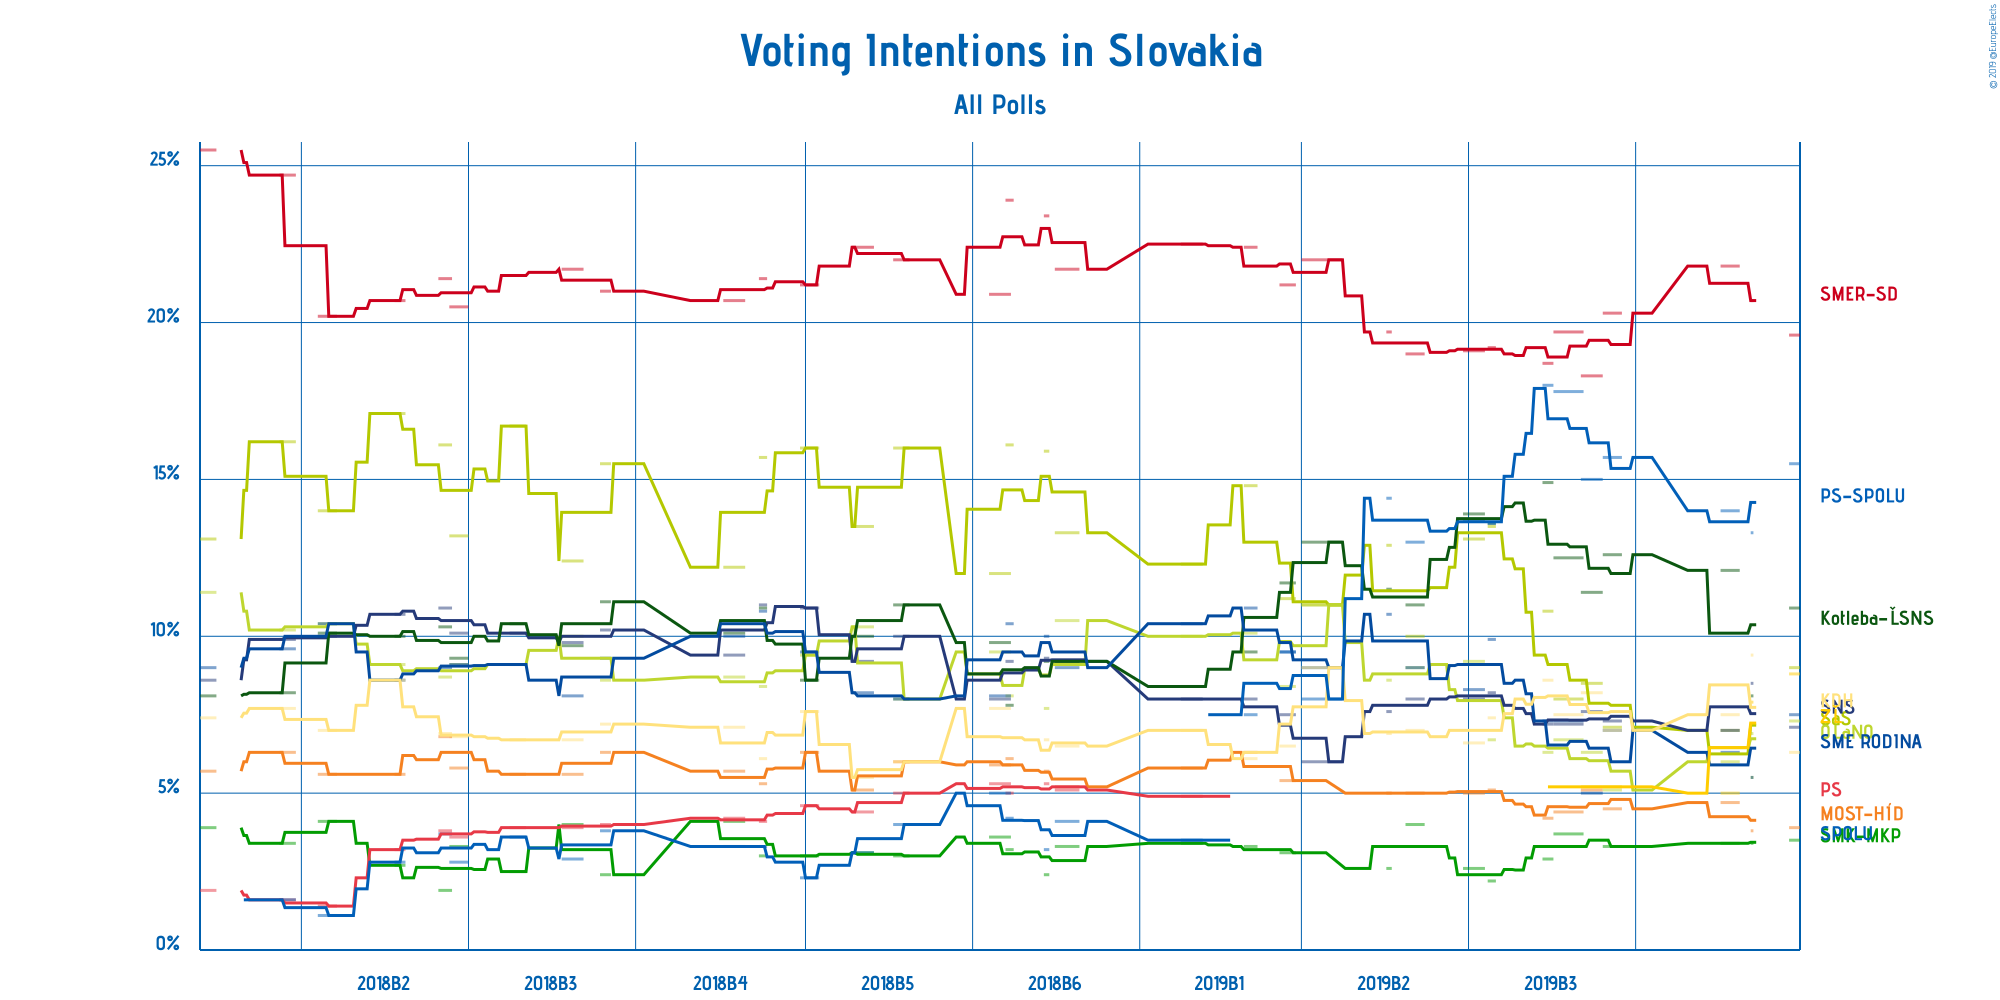 Voting Intentions in Slovakia
All Polls
© 2019 @EuropeElects
25%
20%
15%
10%
5%
0%
SMER-SD
PS-SPOLU
Kotleba-ĽSNS
KDH
SNS
SaS
OĽaNO
SME RODINA
PS
MOST-HÍD
SPOLU
SMK-MKP
2018B2
2018B3
2018B4
2018B5
2018B6
2019B1
2019B2
2019B3